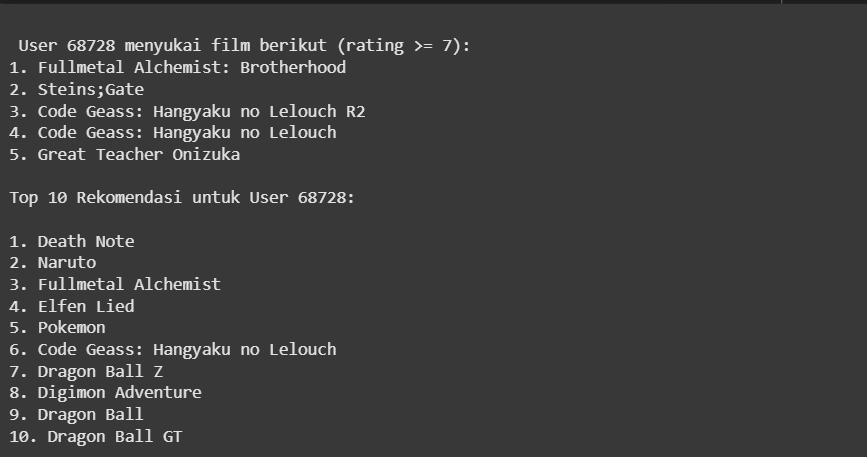 User 68728 menyukai film berikut (rating >= 7):
1. Fullmetal Alchemist: Brotherhood
2. Steins;Gate
3. Code Geass: Hangyaku no Lelouch R2
4. Code Geass: Hangyaku no Lelouch
5. Great Teacher Onizuka
Top 10 Rekomendasi untuk User 68728:
1. Death Note
2. Naruto
3. Fullmetal Alchemist
4. Elfen Lied
5. Pokemon
6. Code Geass: Hangyaku no Lelouch
7. Dragon Ball Z
8. Digimon Adventure
9. Dragon Ball
10. Dragon Ball GT